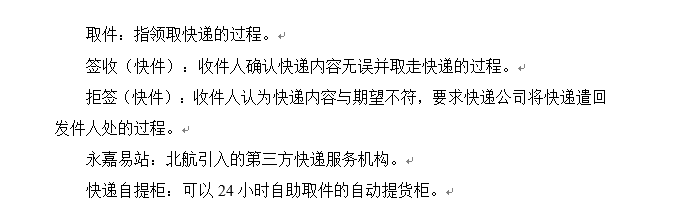 取件：指领取快递的过程。
签收（快件）：收件人确认快递内容无误并取走快递的过程。
拒签（快件）：收件人认为快递内容与期望不符，要求快递公司将快递遣回
发件人处的过程。
永嘉易站：北航引入的第三方快递服务机构。
快递自提柜：可以 24 小时自助取件的自动提货柜。